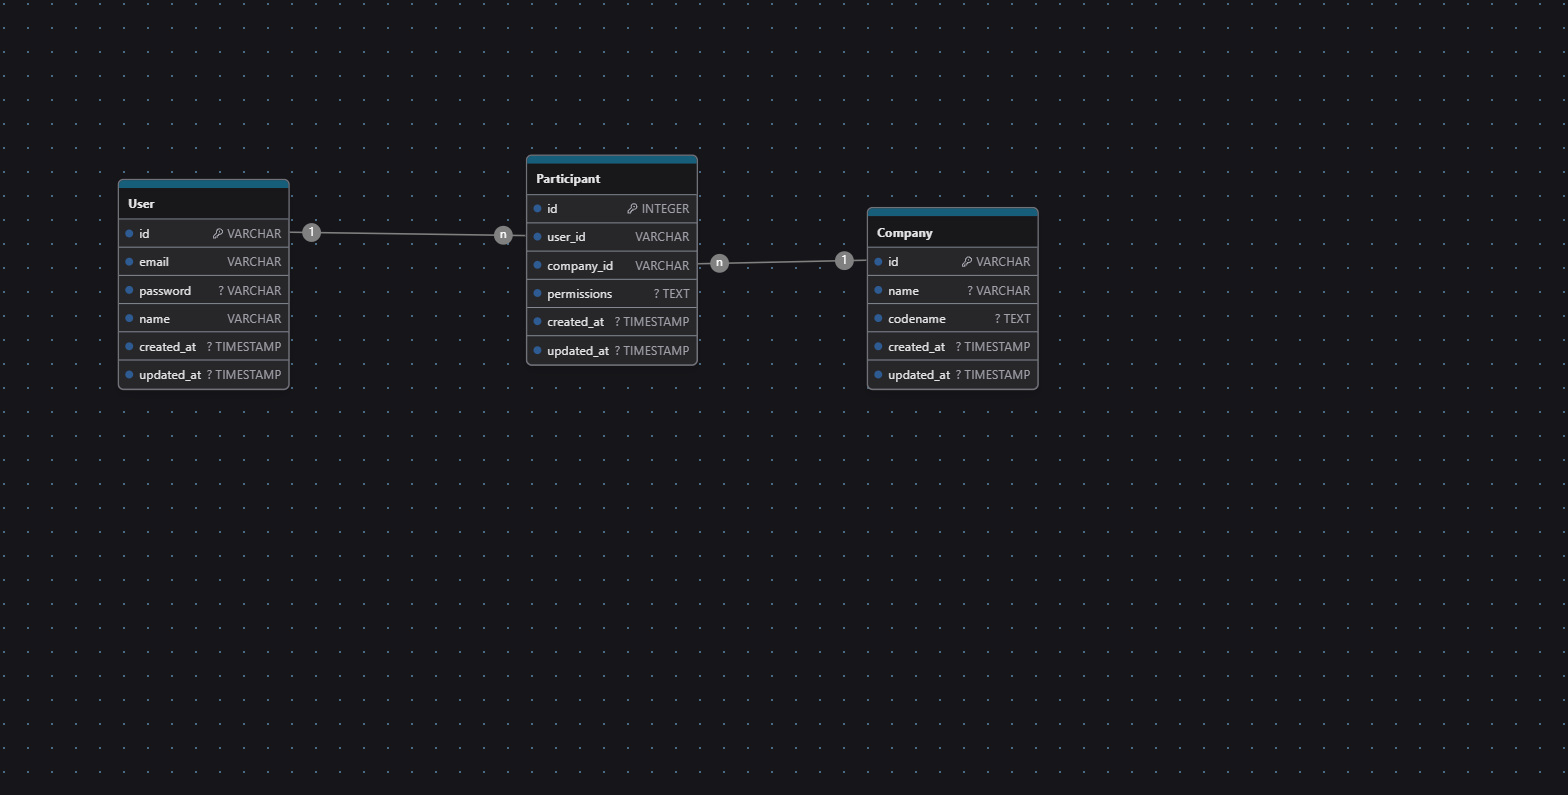 User
id VARCHAR
email VARCHAR
password ? VARCHAR
name VARCHAR
created_at ? TIMESTAMP
updated_at ? TIMESTAMP
1
n
Participant
id INTEGER
user_id VARCHAR
company_id VARCHAR
permissions ? TEXT
created_at ? TIMESTAMP
updated_at ? TIMESTAMP
n
1
Company
id VARCHAR
name ? VARCHAR
codename ? TEXT
created_at ? TIMESTAMP
updated_at ? TIMESTAMP